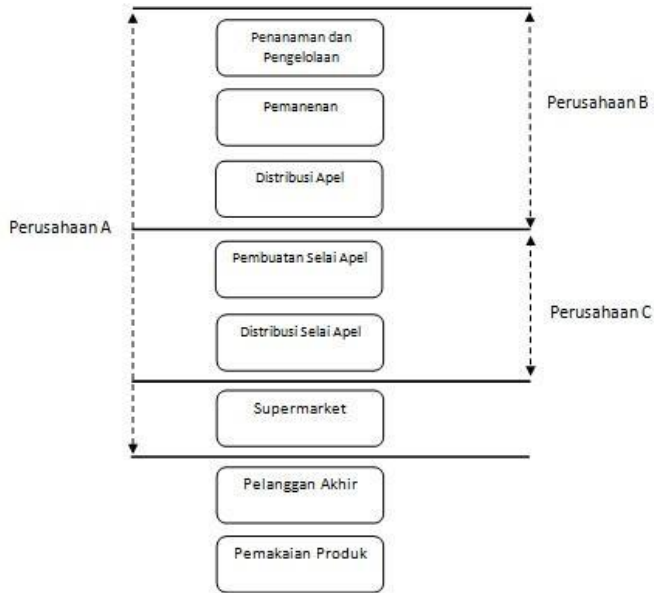 Penanaman dan
Pengelolaan
Pemanenan
Perusahaan B
Distribusi Apel
Perusahaan A
Pembuatan Selai Apel
Perusahaan C
Distribusi Selai Apel
Supermarket
Pelanggan Akhir
Pemakaian Produk